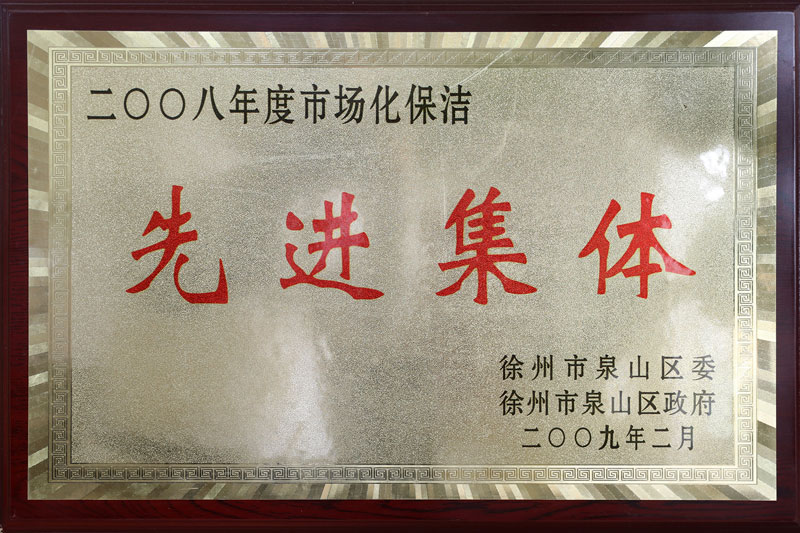 二〇〇八年度市场化保洁
先进集体
徐州市泉山区委
徐州市泉山区政府
二〇〇九年二月